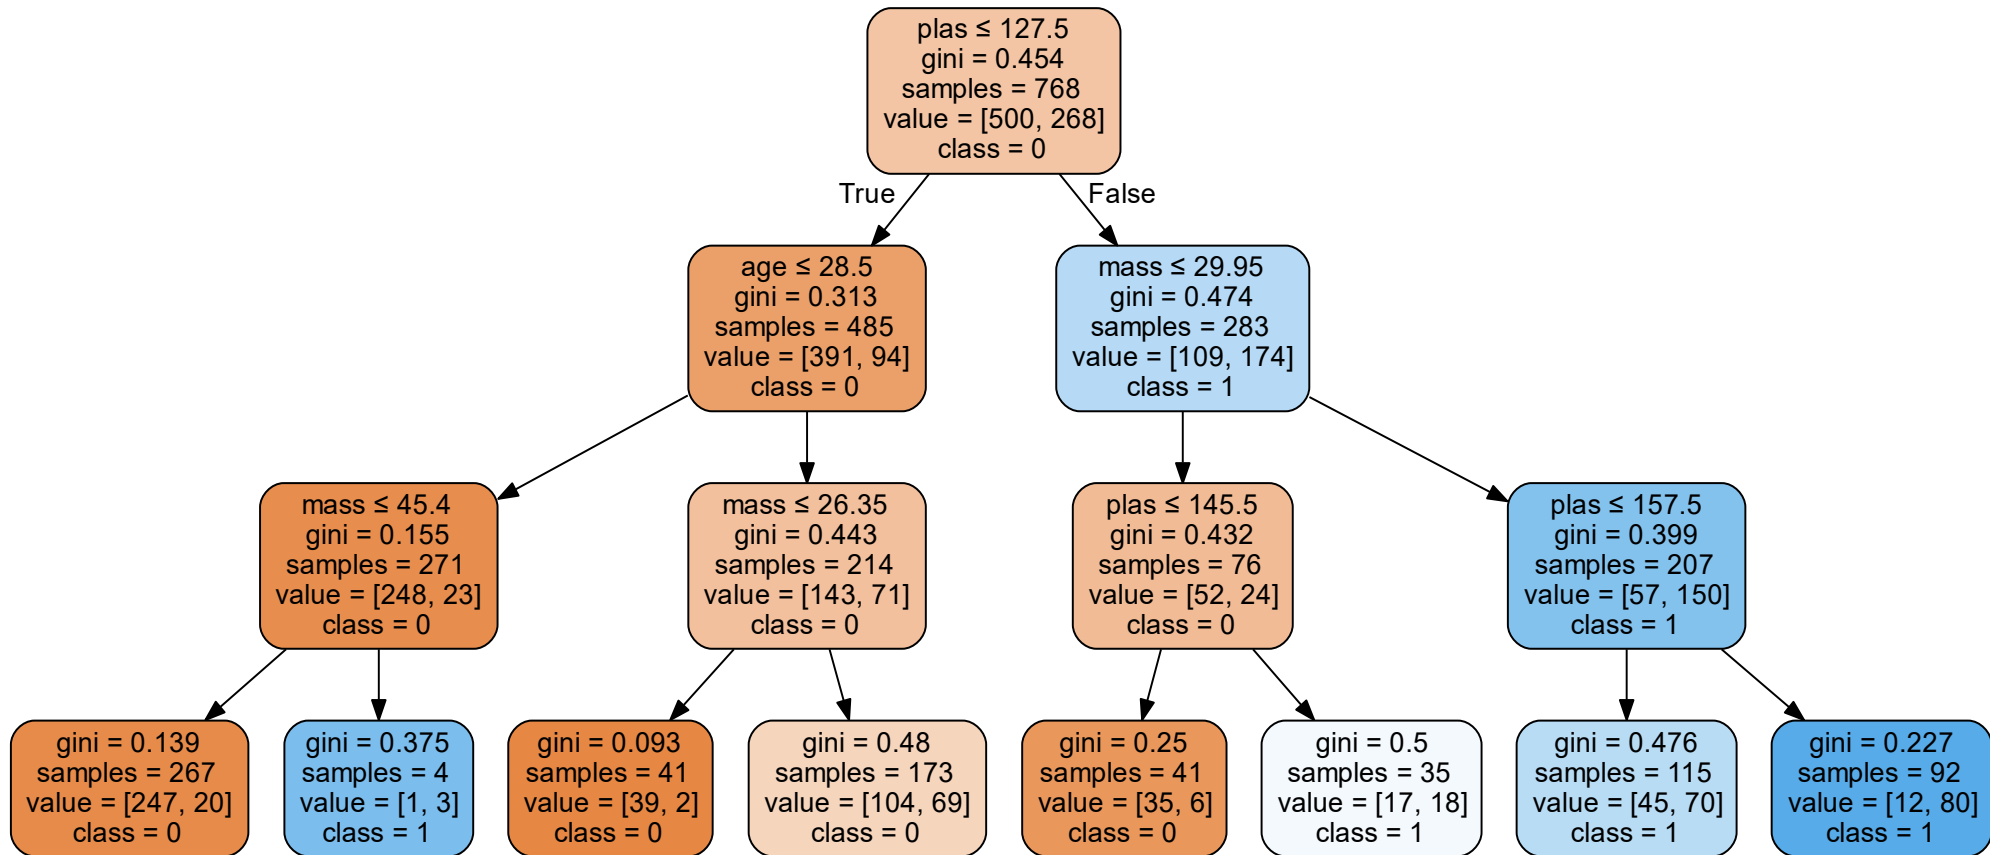 plas ≤ 127.5
gini = 0.454
samples = 768
value = [500, 268]
class = 0
True
False
age ≤ 28.5
gini = 0.313
samples = 485
value = [391, 94]
class = 0
mass ≤ 29.95
gini = 0.474
samples = 283
value = [109, 174]
class = 1
mass ≤ 45.4
gini = 0.155
samples = 271
value = [248, 23]
class = 0
mass ≤ 26.35
gini = 0.443
samples = 214
value = [143, 71]
class = 0
plas ≤ 145.5
gini = 0.432
samples = 76
value = [52, 24]
class = 0
plas ≤ 157.5
gini = 0.399
samples = 207
value = [57, 150]
class = 1
gini = 0.139
samples = 267
value = [247, 20]
class = 0
gini = 0.375
samples = 4
value = [1, 3]
class = 1
gini = 0.093
samples = 41
value = [39, 2]
class = 0
gini = 0.48
samples = 173
value = [104, 69]
class = 0
gini = 0.25
samples = 41
value = [35, 6]
class = 0
gini = 0.5
samples = 35
value = [17, 18]
class = 1
gini = 0.476
samples = 115
value = [45, 70]
class = 1
gini = 0.227
samples = 92
value = [12, 80]
class = 1